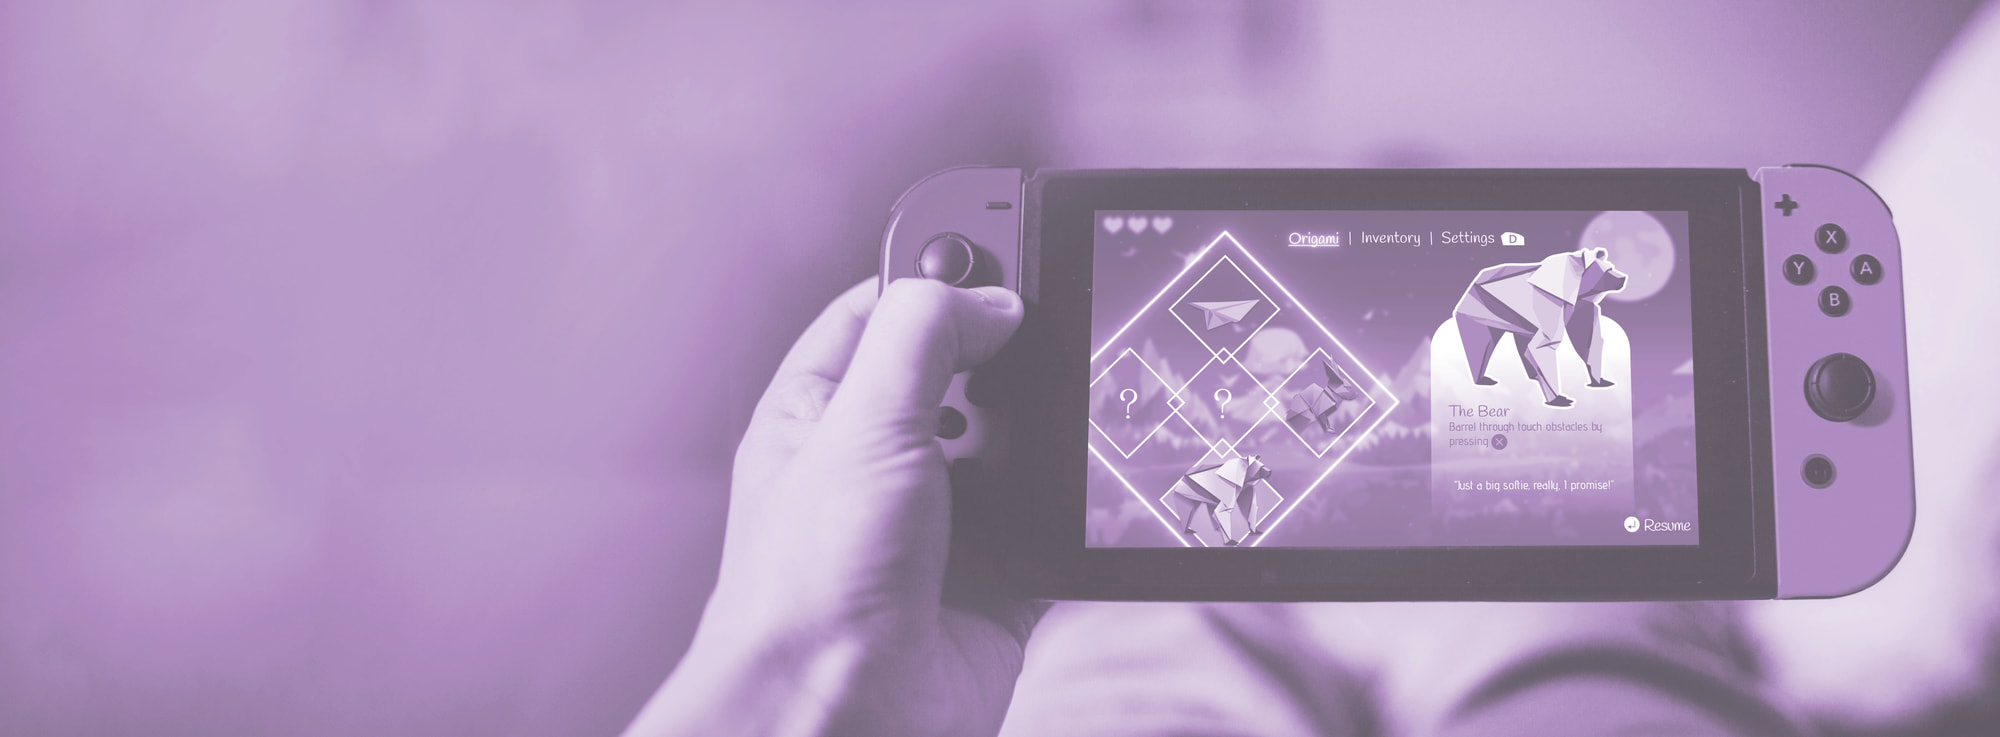 Origami | Inventory | Settings D
?
?
The Bear
Barrel through touch obstacles by
pressing X
"Just a big softie, really, I promise!"
Resume
X
Y
A
B